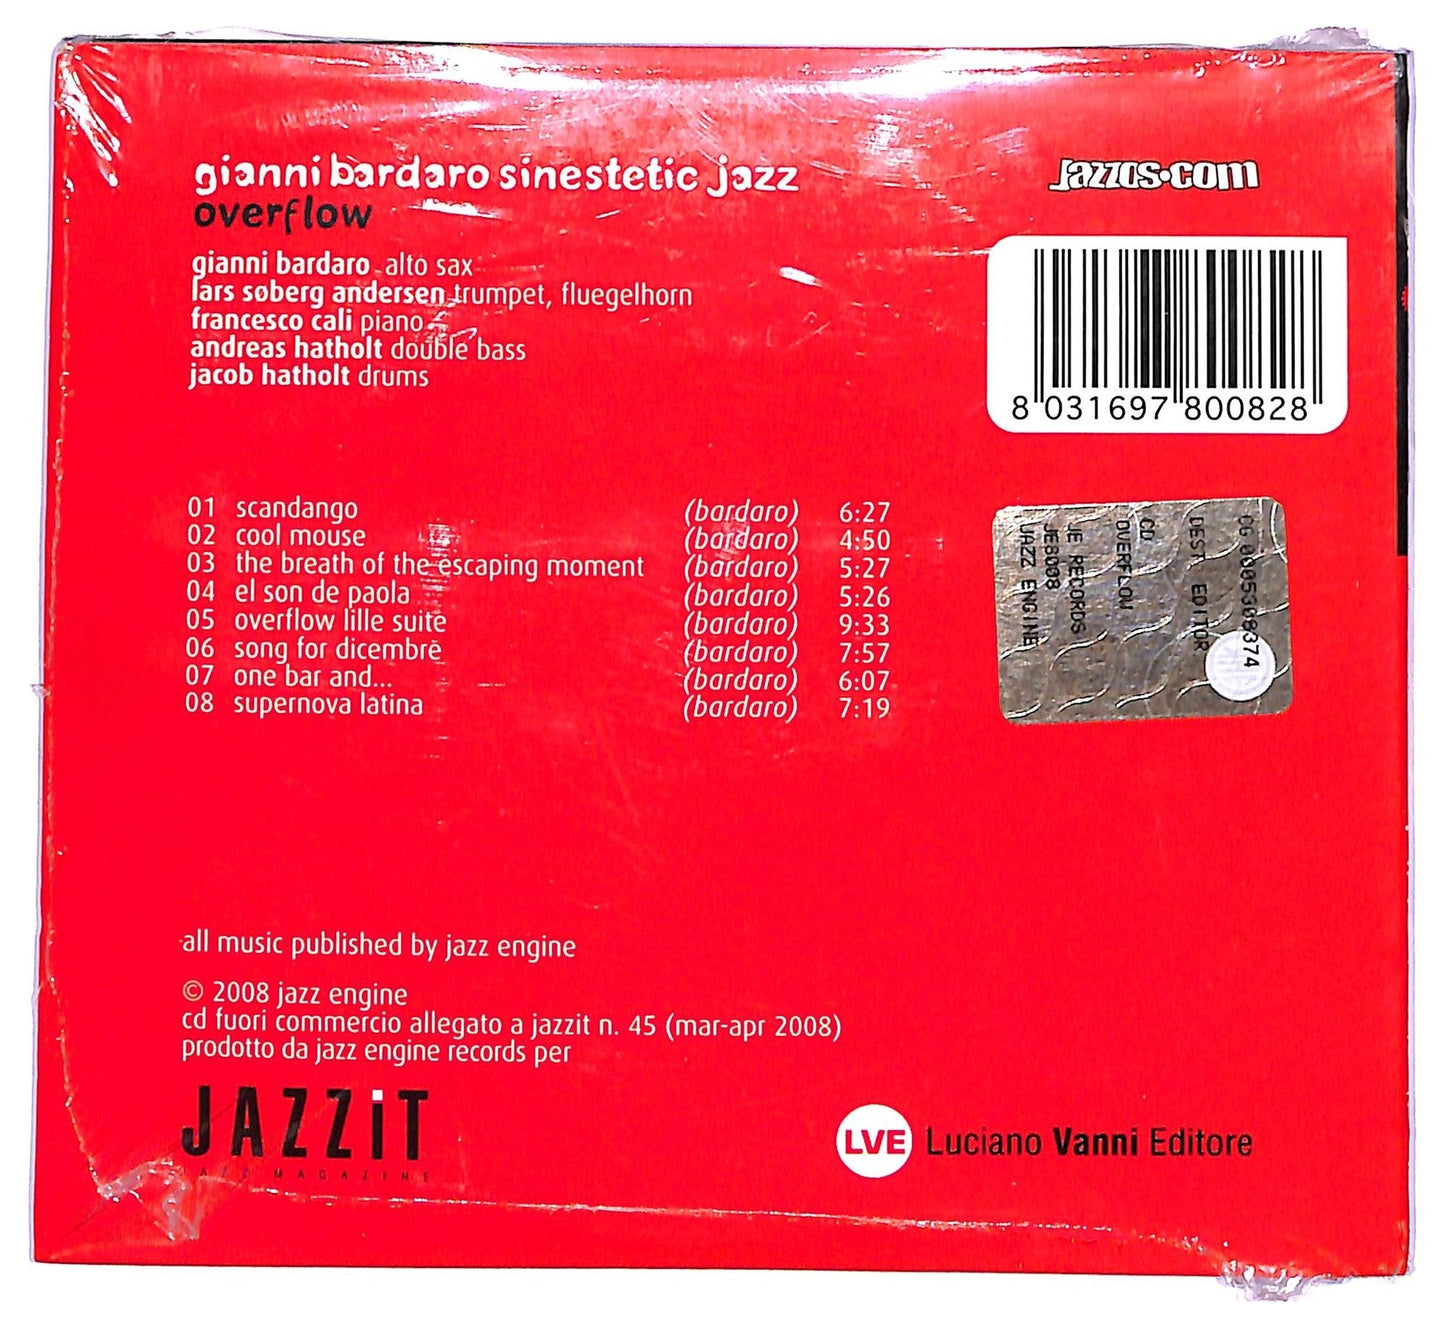 gianni bardaro sinestetic jazz
overflow
jazzos.com
gianni bardaro alto sax
lars søberg andersen trumpet, fluegelhorn
francesco cali piano
andreas hatholt double bass
jacob hatholt drums
8 031697 800828
01 scandango (bardaro) 6:27
02 cool mouse (bardaro) 4:50
03 the breath of the escaping moment (bardaro) 5:27
04 el son de paola (bardaro) 5:26
05 overflow lille suite (bardaro) 9:33
06 song for dicembre (bardaro) 7:57
07 one bar and... (bardaro) 6:07
08 supernova latina (bardaro) 7:19
CG 0005308374
DEST EDITOR
CD
OVERFLOW
JE RECORDS
JE8008
JAZZ ENGINE
all music published by jazz engine
© 2008 jazz engine
cd fuori commercio allegato a jazzit n. 45 (mar-apr 2008)
prodotto da jazz engine records per
JAZZiT
JAZZ MAGAZINE
LVE Luciano Vanni Editore